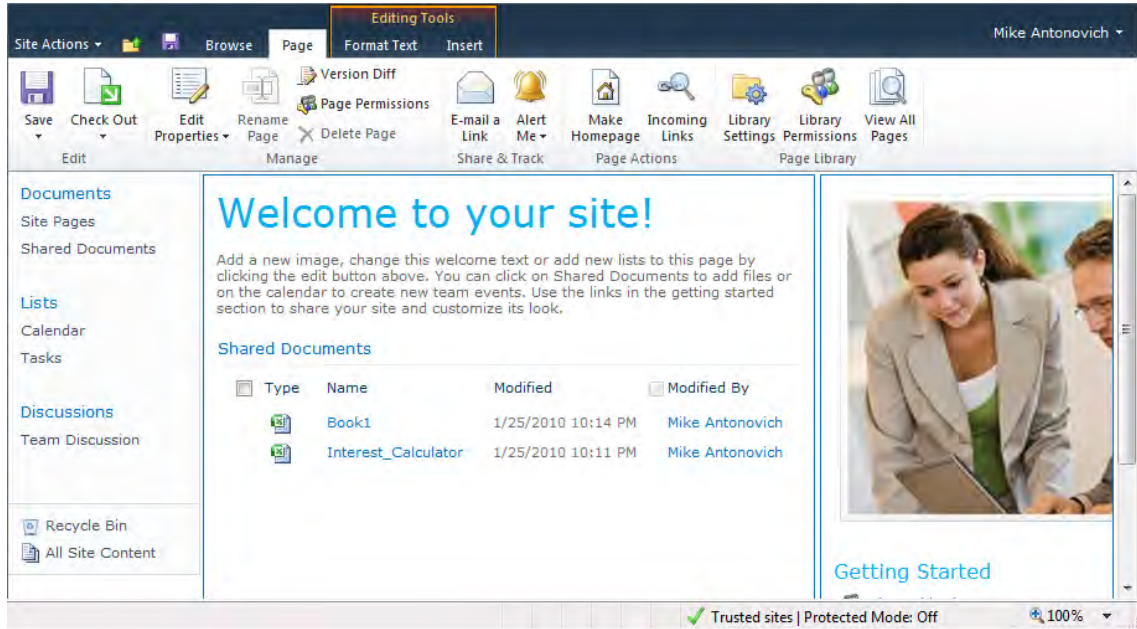 Editing Tools
Site Actions Browse Page Format Text Insert Mike Antonovich
Version Diff
Page Permissions
Delete Page
Save Check Out Edit Properties Rename Page E-mail a Link Alert Me Make Homepage Incoming Links Library Settings Library Permissions View All Pages
Edit Manage Share & Track Page Actions Page Library
Documents
Site Pages
Shared Documents
Lists
Calendar
Tasks
Discussions
Team Discussion
Recycle Bin
All Site Content
Welcome to your site!
Add a new image, change this welcome text or add new lists to this page by
clicking the edit button above. You can click on Shared Documents to add files or
on the calendar to create new team events. Use the links in the getting started
section to share your site and customize its look.
Shared Documents
Type Name Modified Modified By
Book1 1/25/2010 10:14 PM Mike Antonovich
Interest_Calculator 1/25/2010 10:11 PM Mike Antonovich
Getting Started
Trusted sites | Protected Mode: Off 100%